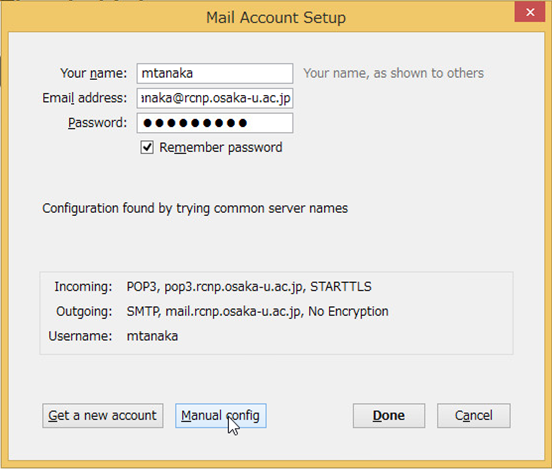 Mail Account Setup
Your name: mtanaka Your name, as shown to others
Email address: naka@rcnp.osaka-u.ac.jp
Password: ●●●●●●●●●
Remember password
Configuration found by trying common server names
Incoming: POP3, pop3.rcnp.osaka-u.ac.jp, STARTTLS
Outgoing: SMTP, mail.rcnp.osaka-u.ac.jp, No Encryption
Username: mtanaka
Get a new account Manual config Done Cancel